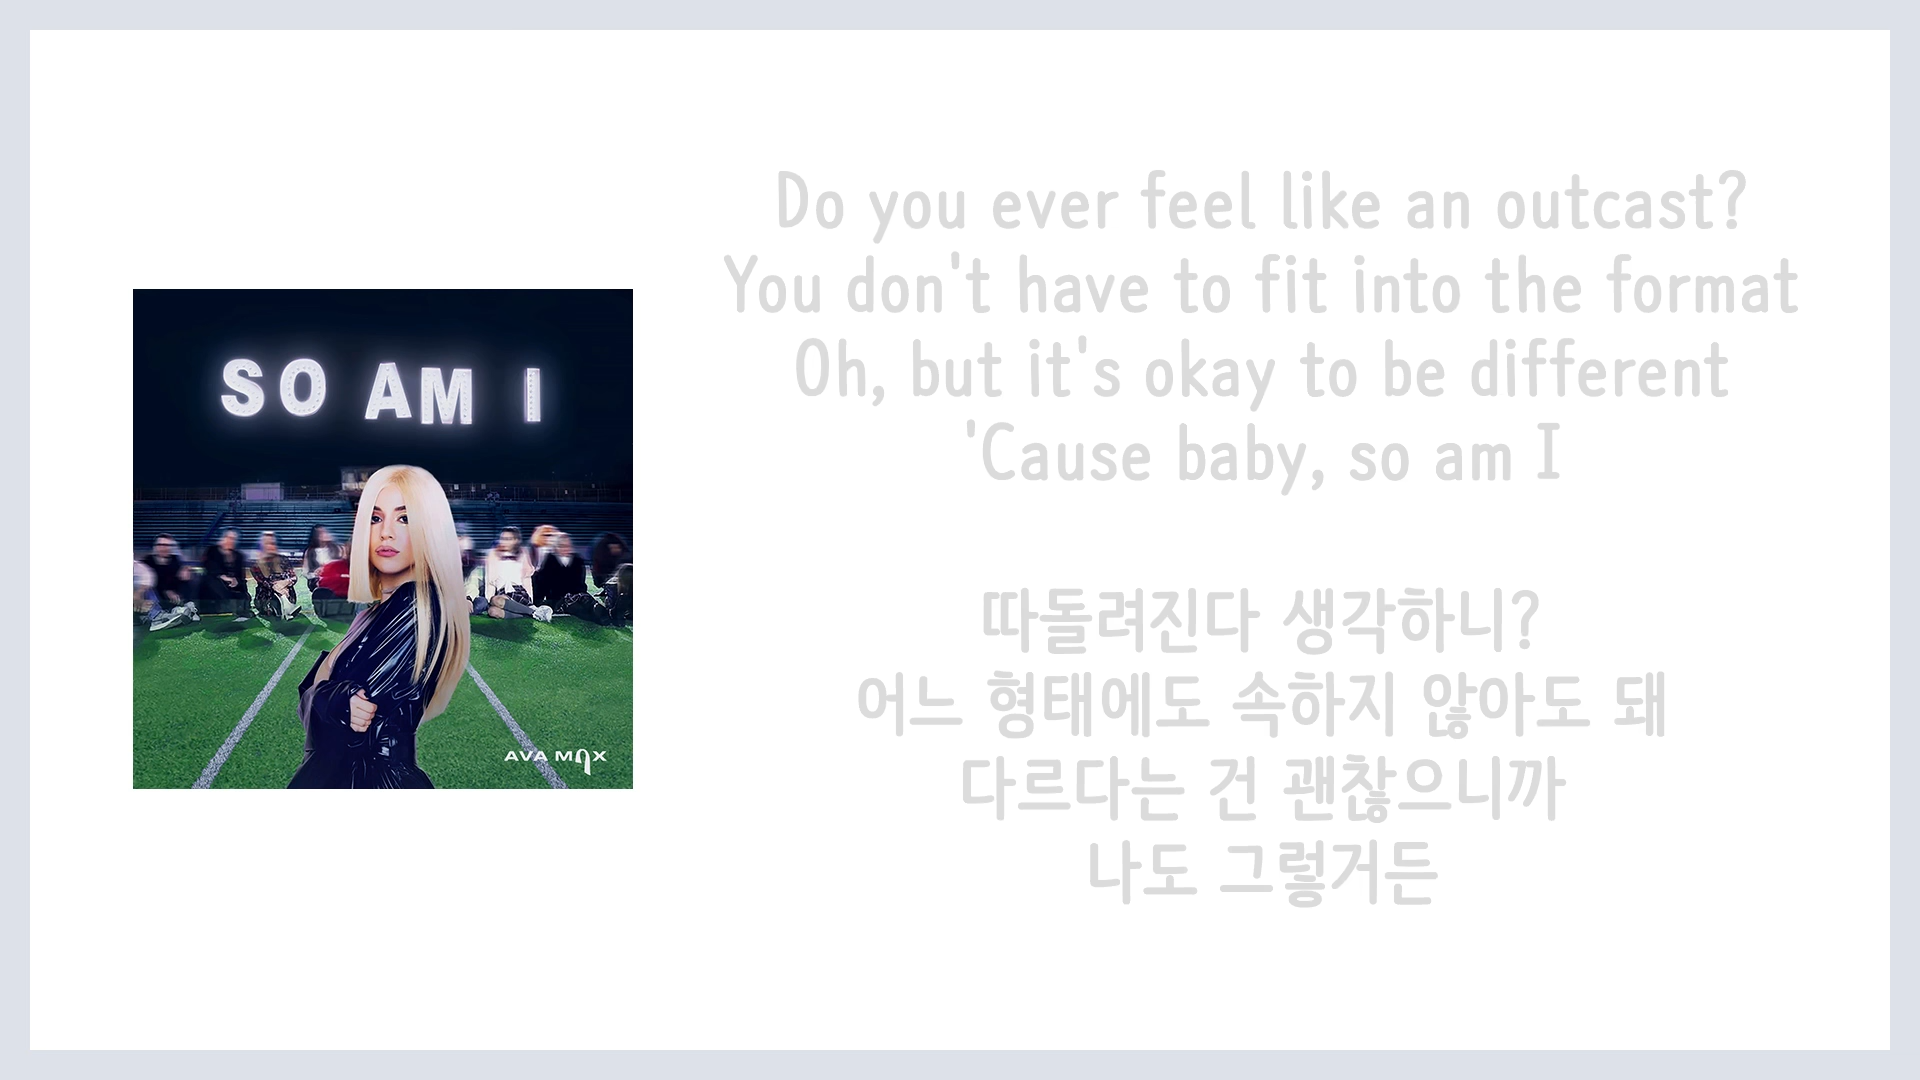 SO AM I
AVA MAX
Do you ever feel like an outcast?
You don't have to fit into the format
Oh, but it's okay to be different
'Cause baby, so am I
따돌려진다 생각하니?
어느 형태에도 속하지 않아도 돼
다르다는 건 괜찮으니까
나도 그렇거든